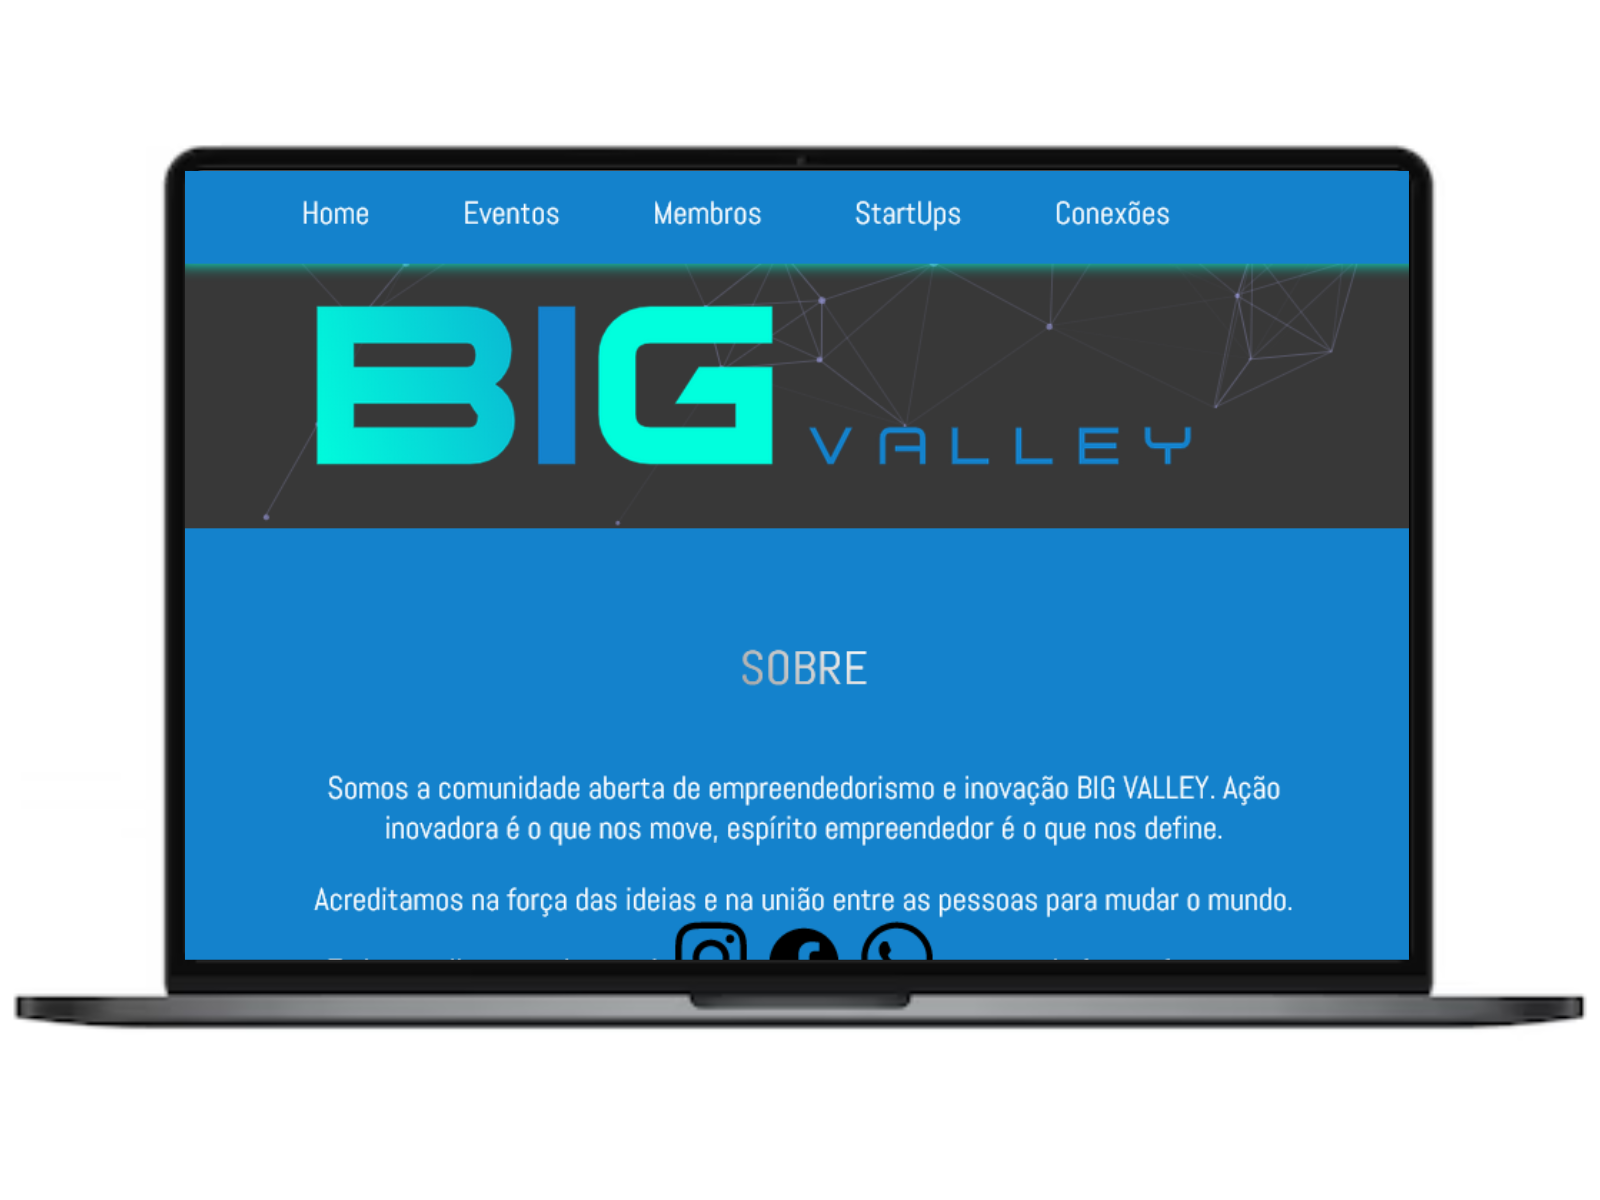 Home Eventos Membros StartUps Conexões
BIG VALLEY
SOBRE
Somos a comunidade aberta de empreendedorismo e inovação BIG VALLEY. Ação
inovadora é o que nos move, espírito empreendedor é o que nos define.
Acreditamos na força das ideias e na união entre as pessoas para mudar o mundo.